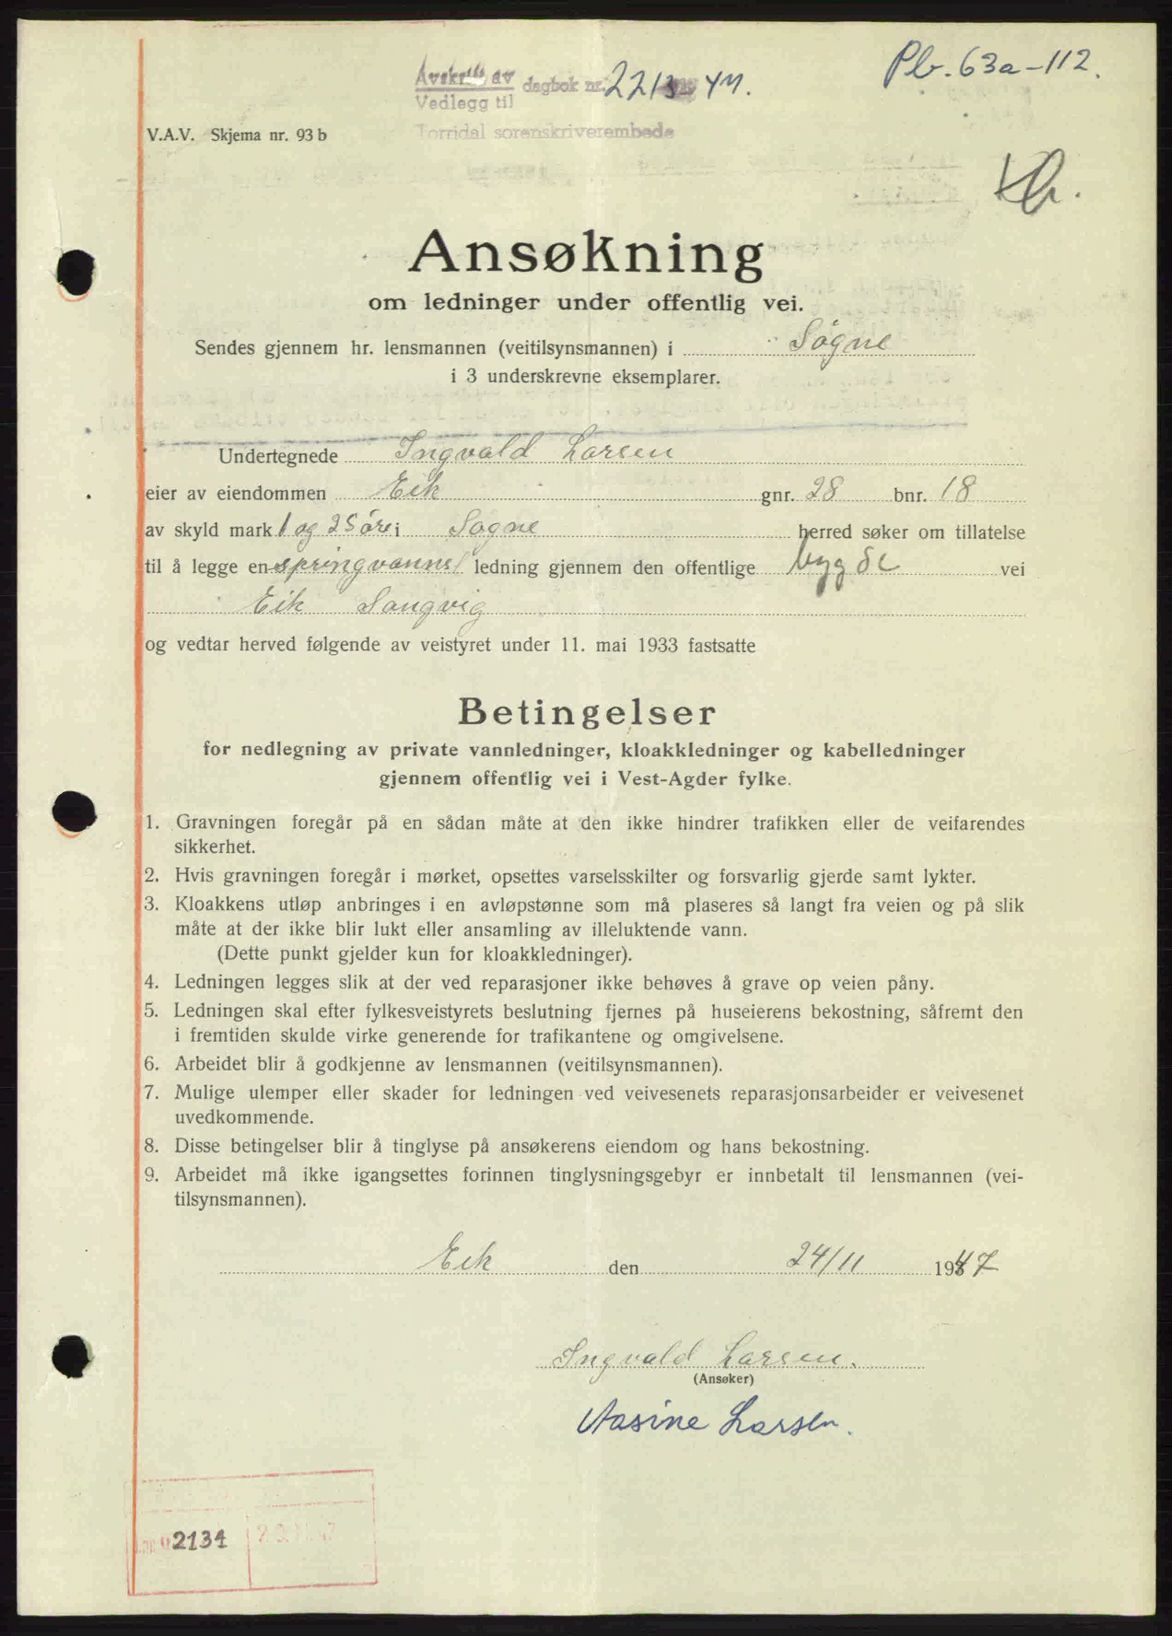 Plr. 63a-112.
Avskrift av
Vedlegg til dagbok nr. 2213 47.
Torridal sorenskriverembede
V.A.V. Skjema nr. 93 b
Ansøkning
om ledninger under offentlig vei.
Sendes gjennem hr. lensmannen (veitilsynsmannen) i Søgne
i 3 underskrevne eksemplarer.
Undertegnede Ingvald Larsen
eier av eiendommen Eik gnr. 28 bnr. 18
av skyld mark 1 og 25 øre i Søgne herred søker om tillatelse
til å legge en springvanns ledning gjennem den offentlige bygde vei
Eik Langvig
og vedtar herved følgende av veistyret under 11. mai 1933 fastsatte
Betingelser
for nedlegning av private vannledninger, kloakkledninger og kabelledninger
gjennem offentlig vei i Vest-Agder fylke.
1. Gravningen foregår på en sådan måte at den ikke hindrer trafikken eller de veifarendes
sikkerhet.
2. Hvis gravningen foregår i mørket, opsettes varselsskilter og forsvarlig gjerde samt lykter.
3. Kloakkens utløp anbringes i en avløpstønne som må plaseres så langt fra veien og på slik
måte at der ikke blir lukt eller ansamling av illeluktende vann.
(Dette punkt gjelder kun for kloakkledninger).
4. Ledningen legges slik at der ved reparasjoner ikke behøves å grave op veien påny.
5. Ledningen skal efter fylkesveistyrets beslutning fjernes på huseierens bekostning, såfremt den
i fremtiden skulde virke generende for trafikantene og omgivelsene.
6. Arbeidet blir å godkjenne av lensmannen (veitilsynsmannen).
7. Mulige ulemper eller skader for ledningen ved veivesenets reparasjonsarbeider er veivesenet
uvedkommende.
8. Disse betingelser blir å tinglyse på ansøkerens eiendom og hans bekostning.
9. Arbeidet må ikke igangsettes forinnen tinglysningsgebyr er innbetalt til lensmannen (vei-
tilsynsmannen).
Eik den 24/11 1947
Ingvald Larsen.
(Ansøker)
Aasine Larsen.
2134